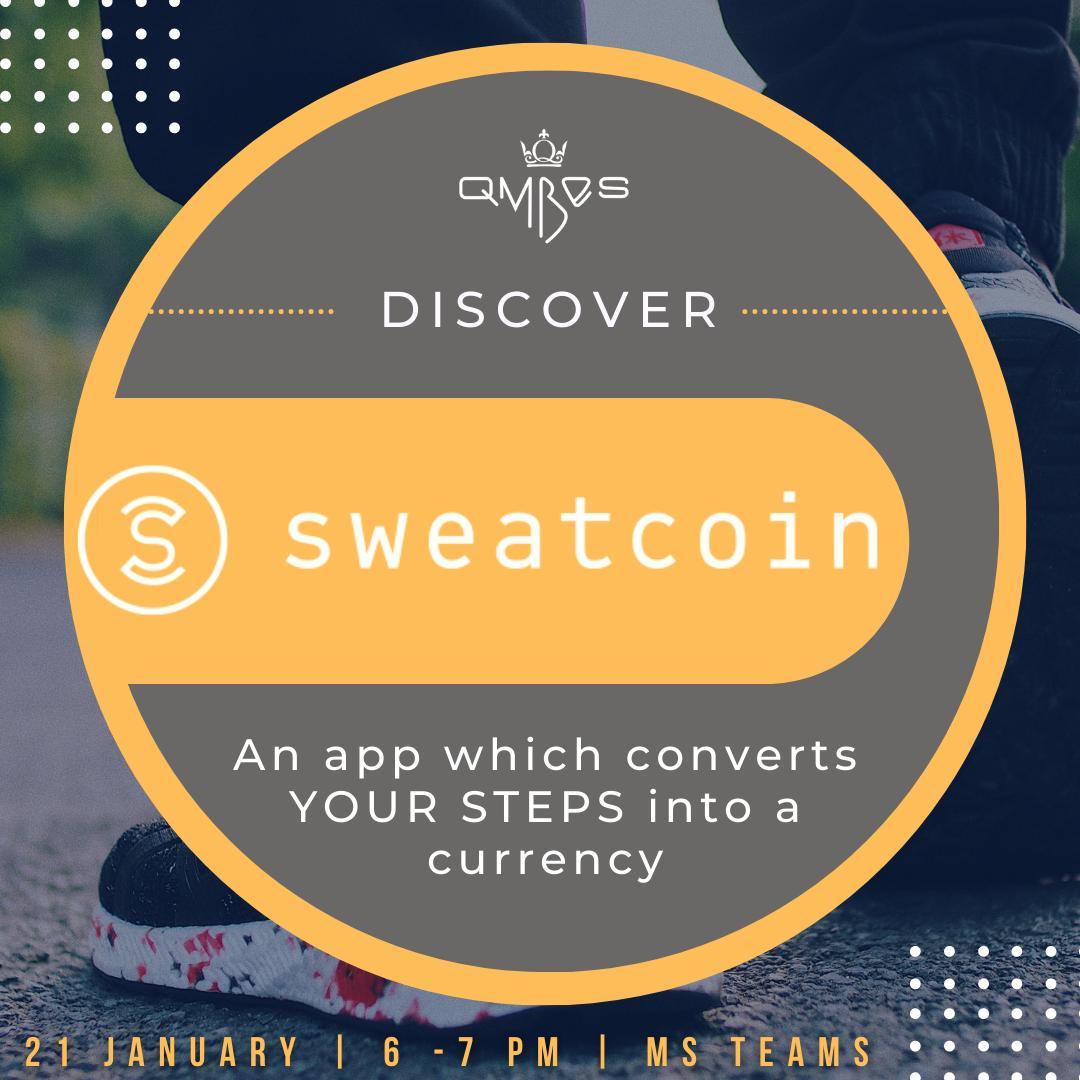 QMBES
DISCOVER
sweatcoin
An app which converts
YOUR STEPS into a
currency
21 JANUARY | 6 -7 PM | MS TEAMS